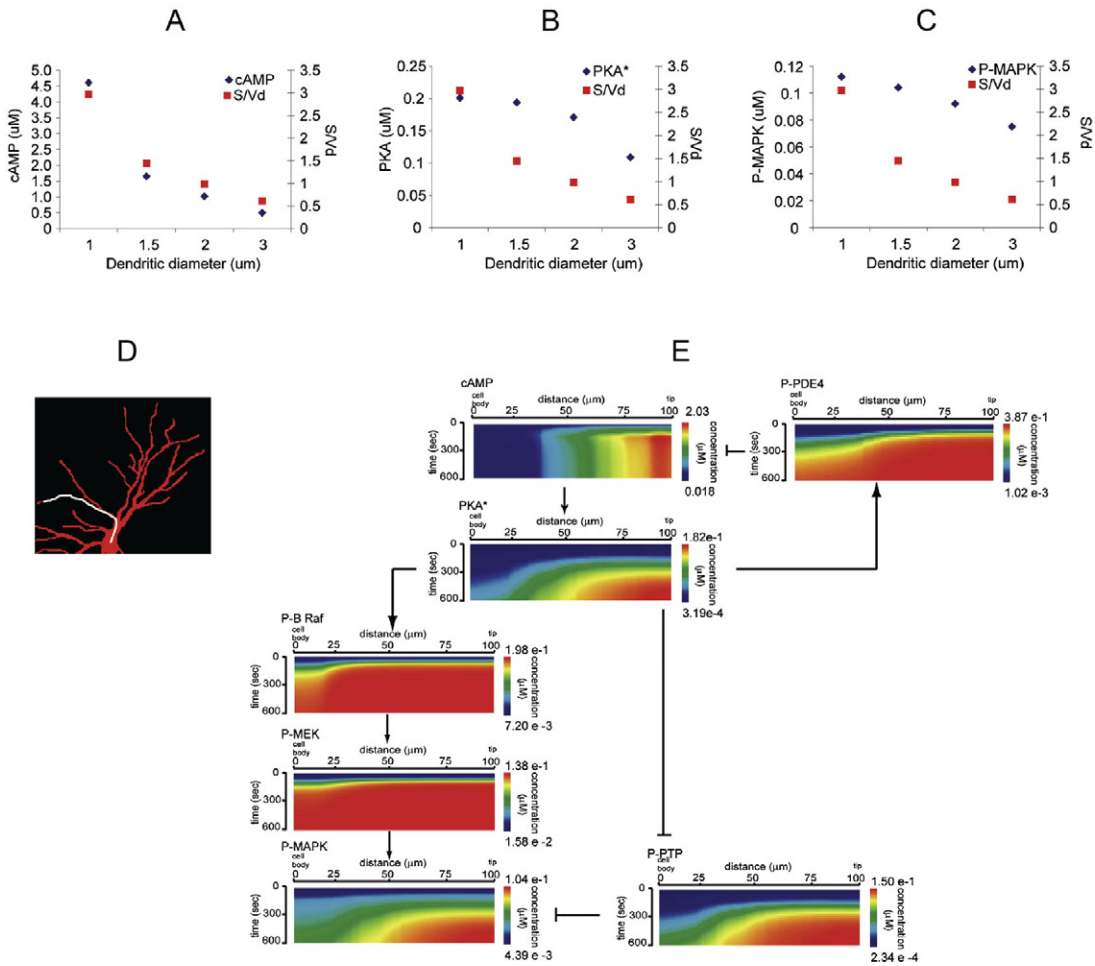 A
B
C
5.0
4.5
4.0
3.5
3.0
2.5
2.0
1.5
1.0
0.5
cAMP (uM)
3.5
3
2.5
2
1.5
1
0.5
0
S/Vd
cAMP
S/Vd
1 1.5 2 3
Dendritic diameter (um)
0.25
0.2
0.15
0.1
0.05
0
PKA (uM)
3.5
3
2.5
2
1.5
1
0.5
0
S/Vd
PKA*
S/Vd
1 1.5 2 3
Dendritic diameter (um)
0.12
0.1
0.08
0.06
0.04
0.02
0
P-MAPK (uM)
3.5
3
2.5
2
1.5
1
0.5
0
S/Vd
P-MAPK
S/Vd
1 1.5 2 3
Dendritic diameter (um)
D
E
cAMP
cell body distance (μm) tip
0 25 50 75 100
time (sec)
0
300
600
2.03
concentration (μM)
0.018
P-PDE4
cell body distance (μm) tip
0 25 50 75 100
time (sec)
0
300
600
3.87 e-1
concentration (μM)
1.02 e-3
PKA*
cell body distance (μm) tip
0 25 50 75 100
time (sec)
0
300
600
1.82e-1
concentration (μM)
3.19e-4
P-B Raf
cell body distance (μm) tip
0 25 50 75 100
time (sec)
0
300
600
1.98 e-1
concentration (μM)
7.20 e -3
P-MEK
cell body distance (μm) tip
0 25 50 75 100
time (sec)
0
300
600
1.38 e-1
concentration (μM)
1.58 e -2
P-MAPK
cell body distance (μm) tip
0 25 50 75 100
time (sec)
0
300
600
1.04 e-1
concentration (μM)
4.39 e -3
P-PTP
cell body distance (μm) tip
0 25 50 75 100
time (sec)
0
300
600
1.50 e-1
concentration (μM)
2.34 e -4